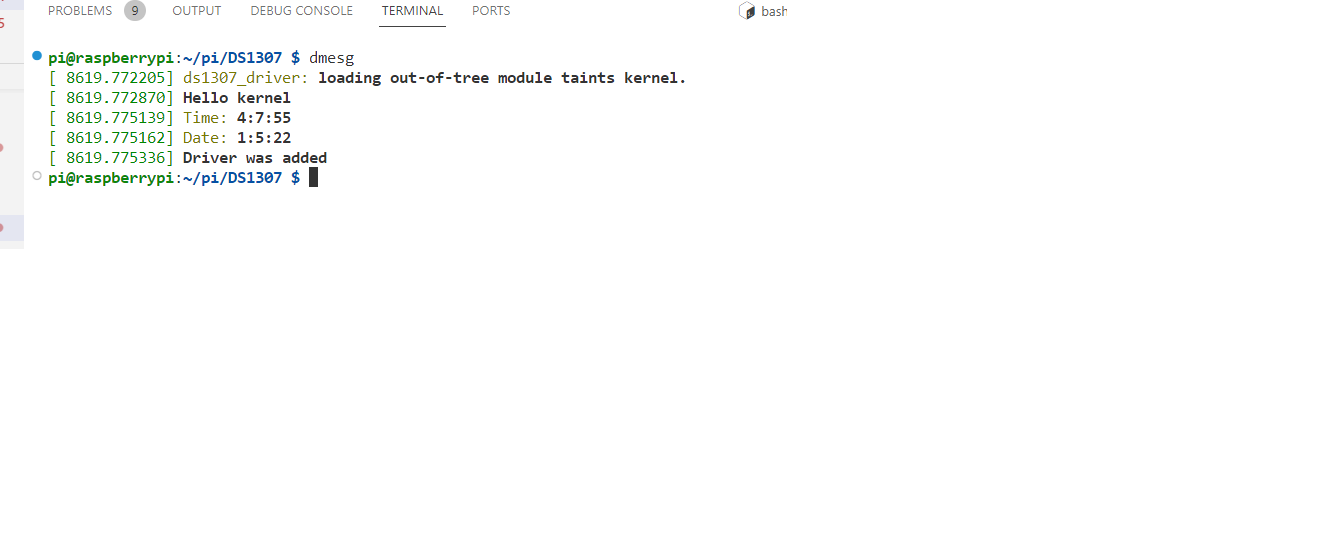 PROBLEMS 9 OUTPUT DEBUG CONSOLE TERMINAL PORTS bash
5
pi@raspberrypi:~/pi/DS1307 $ dmesg
[ 8619.772205] ds1307_driver: loading out-of-tree module taints kernel.
[ 8619.772870] Hello kernel
[ 8619.775139] Time: 4:7:55
[ 8619.775162] Date: 1:5:22
[ 8619.775336] Driver was added
pi@raspberrypi:~/pi/DS1307 $